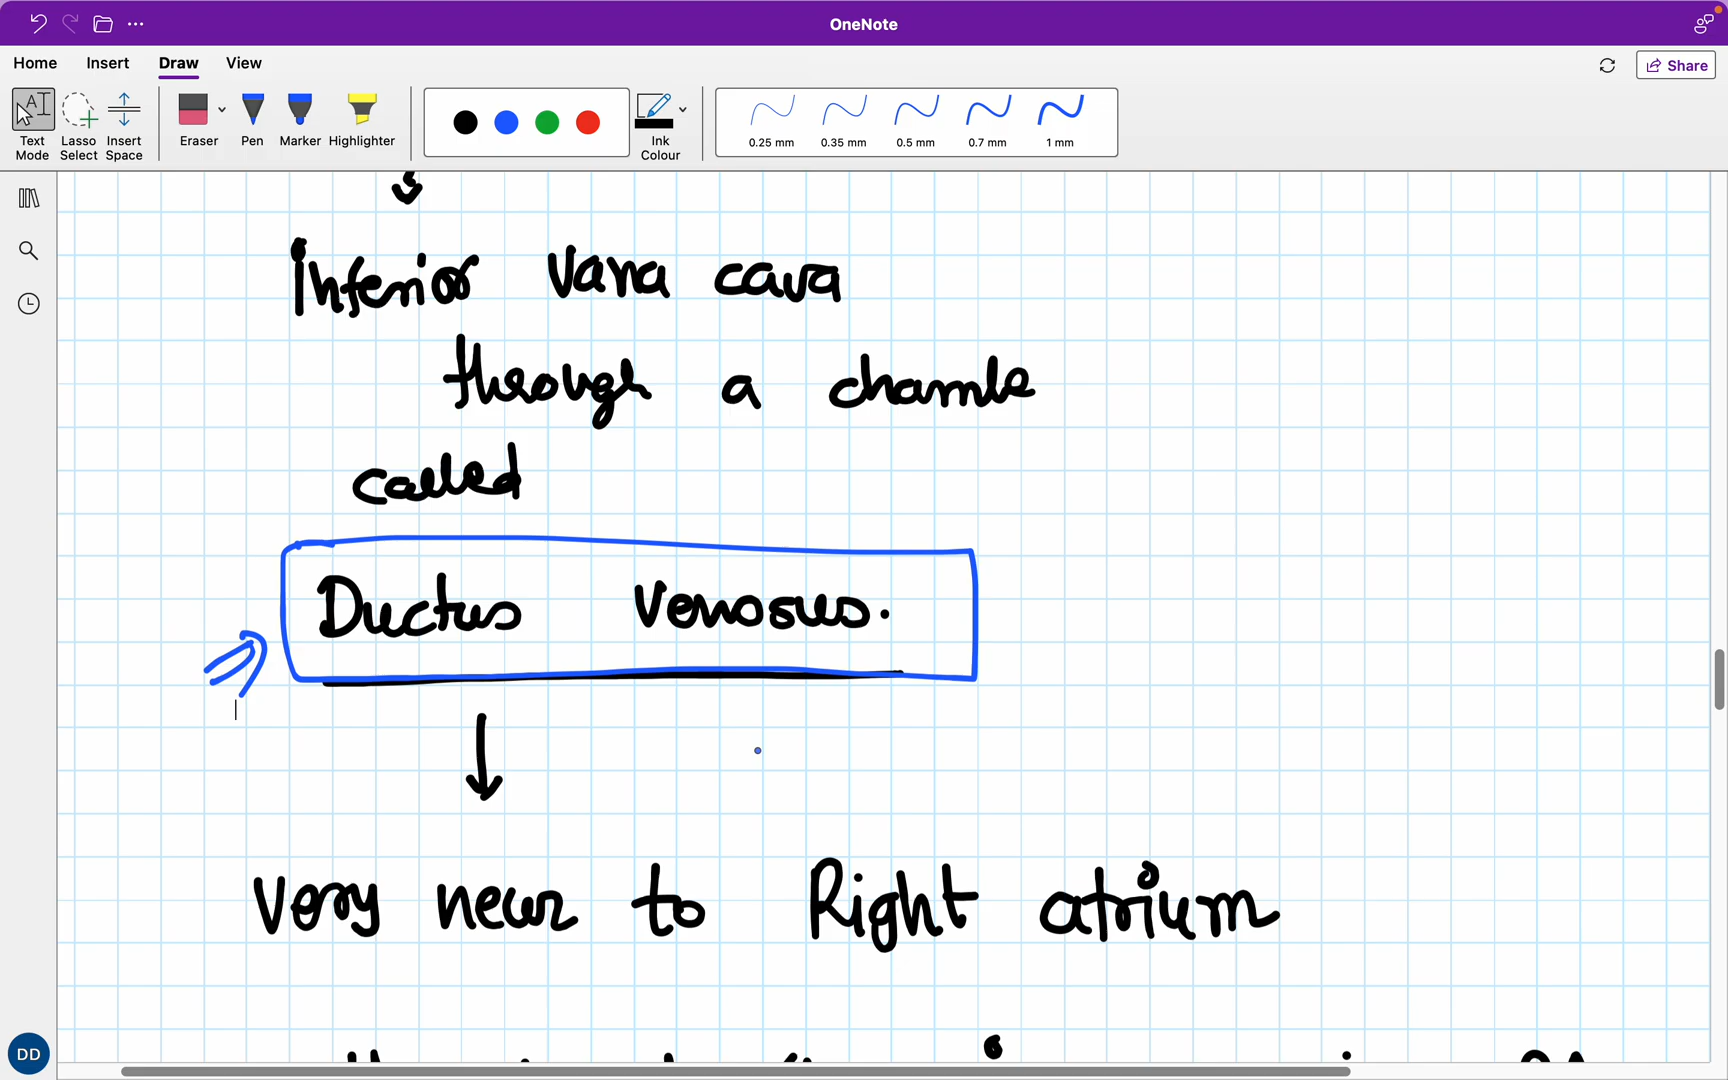 OneNote
Home Insert Draw View
Share
Text Mode
Lasso Select
Insert Space
Eraser
Pen
Marker
Highlighter
Ink Colour
0.25 mm 0.35 mm 0.5 mm 0.7 mm 1 mm
Inferior Vana cava
through a chambe
called
Ductus Venosus.
Very near to Right atrium
DD